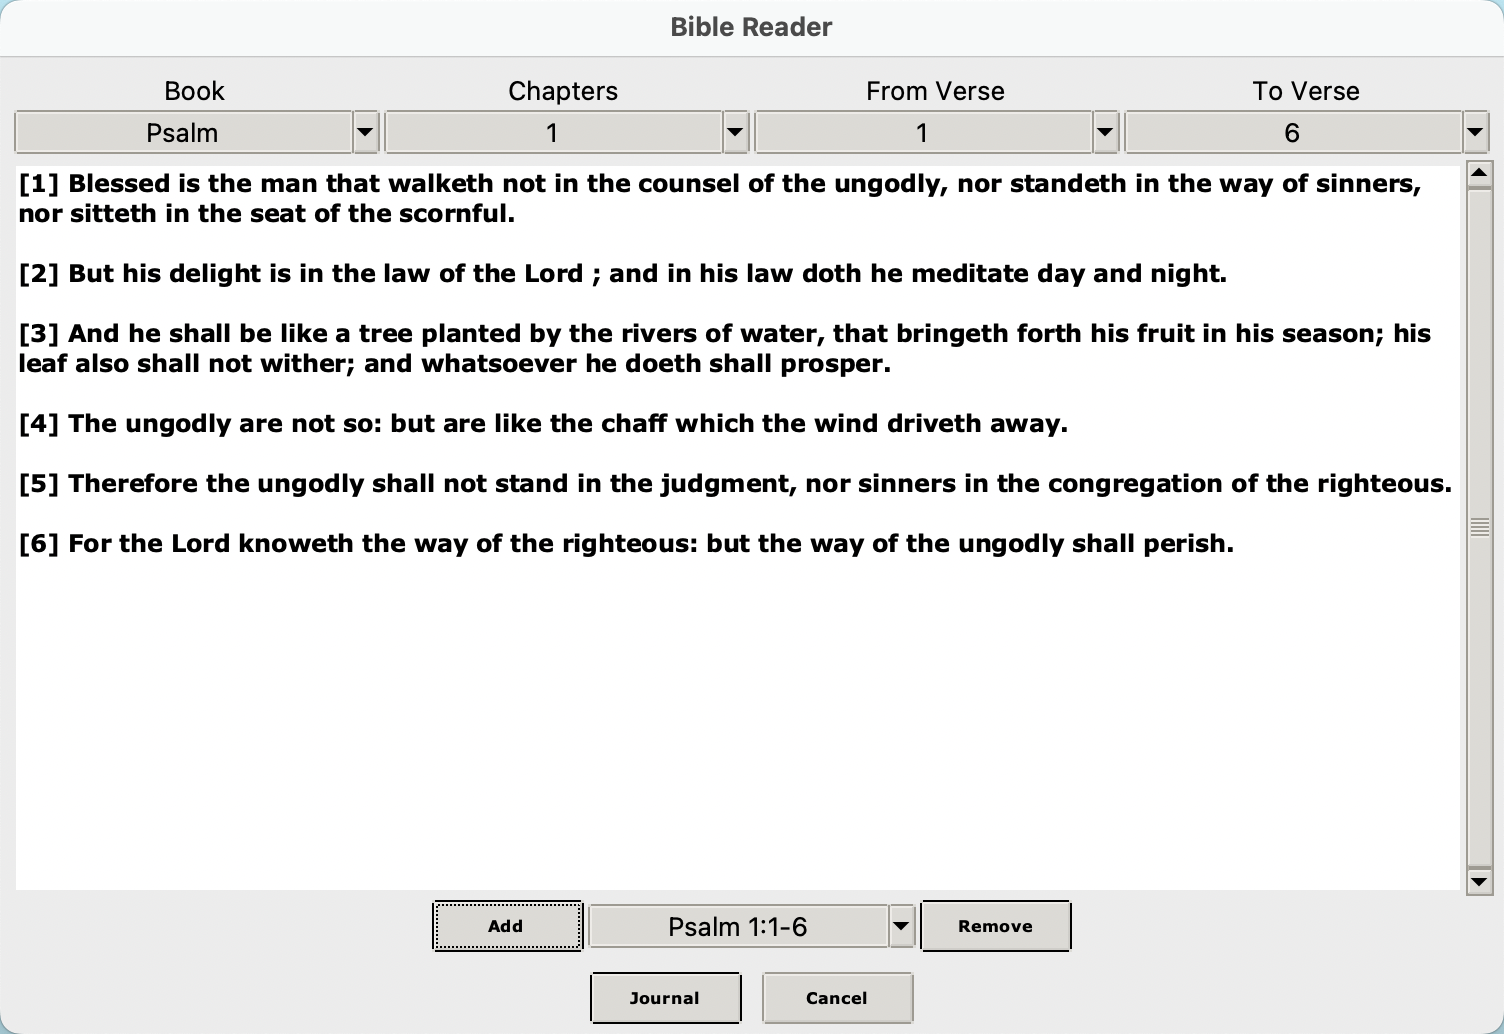 Bible Reader
Book Chapters From Verse To Verse
Psalm 1 1 6
[1] Blessed is the man that walketh not in the counsel of the ungodly, nor standeth in the way of sinners,
nor sitteth in the seat of the scornful.
[2] But his delight is in the law of the Lord ; and in his law doth he meditate day and night.
[3] And he shall be like a tree planted by the rivers of water, that bringeth forth his fruit in his season; his
leaf also shall not wither; and whatsoever he doeth shall prosper.
[4] The ungodly are not so: but are like the chaff which the wind driveth away.
[5] Therefore the ungodly shall not stand in the judgment, nor sinners in the congregation of the righteous.
[6] For the Lord knoweth the way of the righteous: but the way of the ungodly shall perish.
Add Psalm 1:1-6 Remove
Journal Cancel